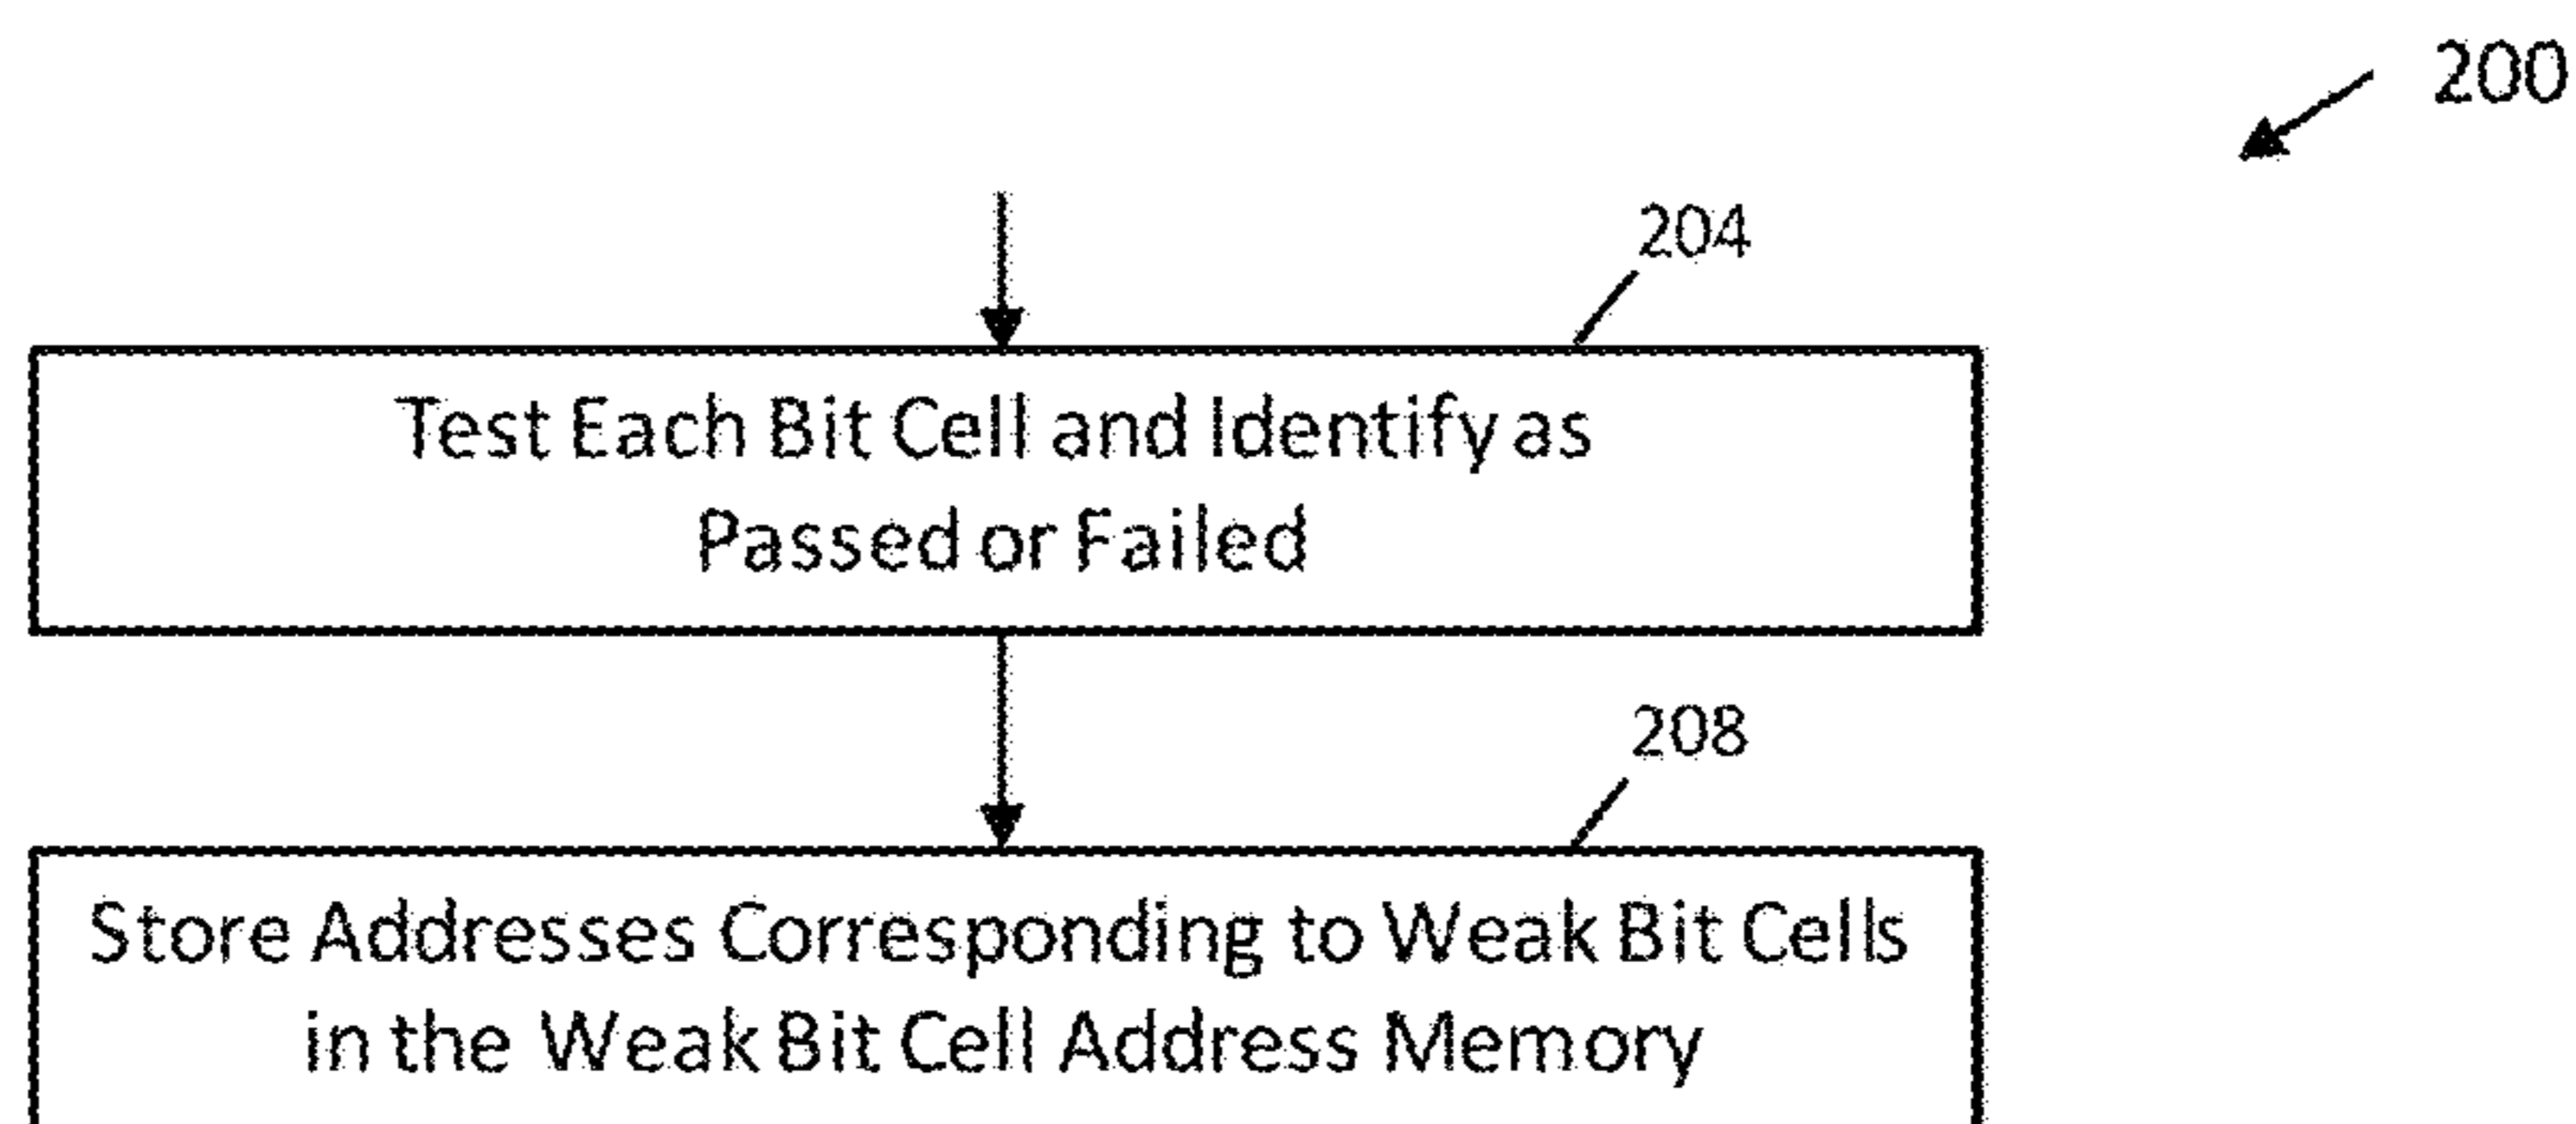 200
204
Test Each Bit Cell and Identify as
Passed or Failed
208
Store Addresses Corresponding to Weak Bit Cells
in the Weak Bit Cell Address Memory